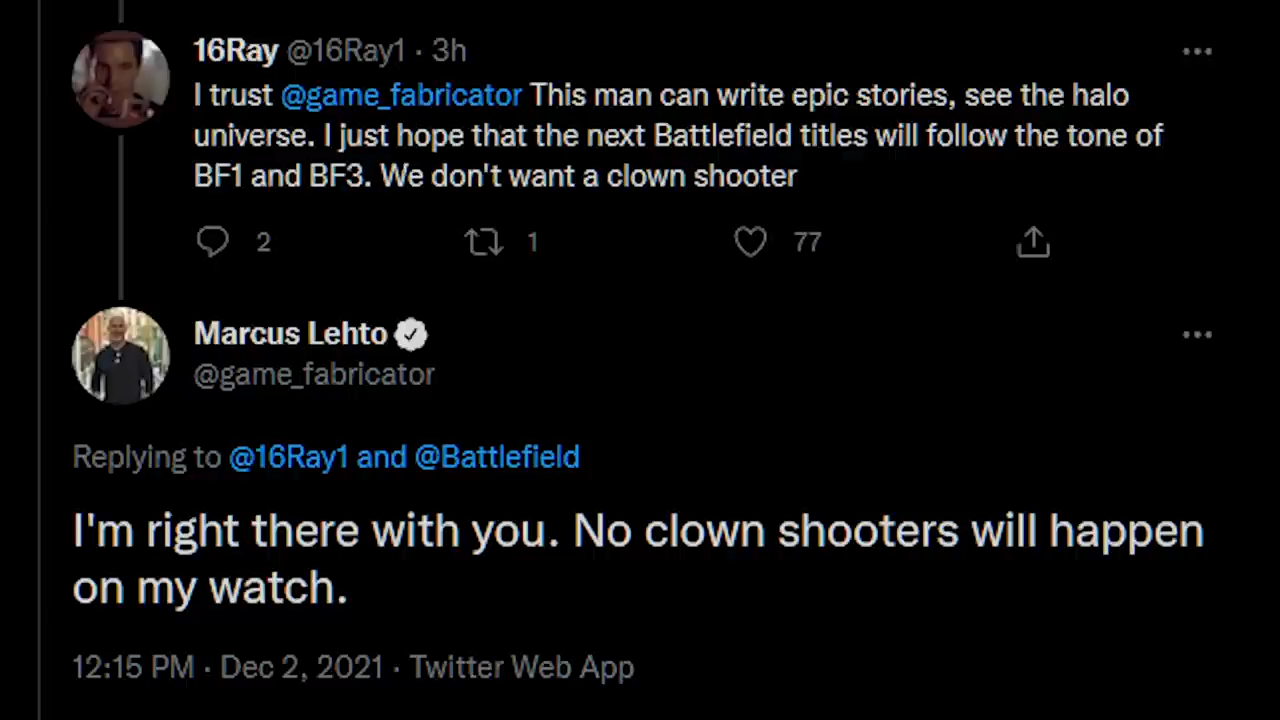 16Ray @16Ray1 · 3h
I trust @game_fabricator This man can write epic stories, see the halo
universe. I just hope that the next Battlefield titles will follow the tone of
BF1 and BF3. We don't want a clown shooter
2 1 77
Marcus Lehto
@game_fabricator
Replying to @16Ray1 and @Battlefield
I'm right there with you. No clown shooters will happen
on my watch.
12:15 PM · Dec 2, 2021 · Twitter Web App